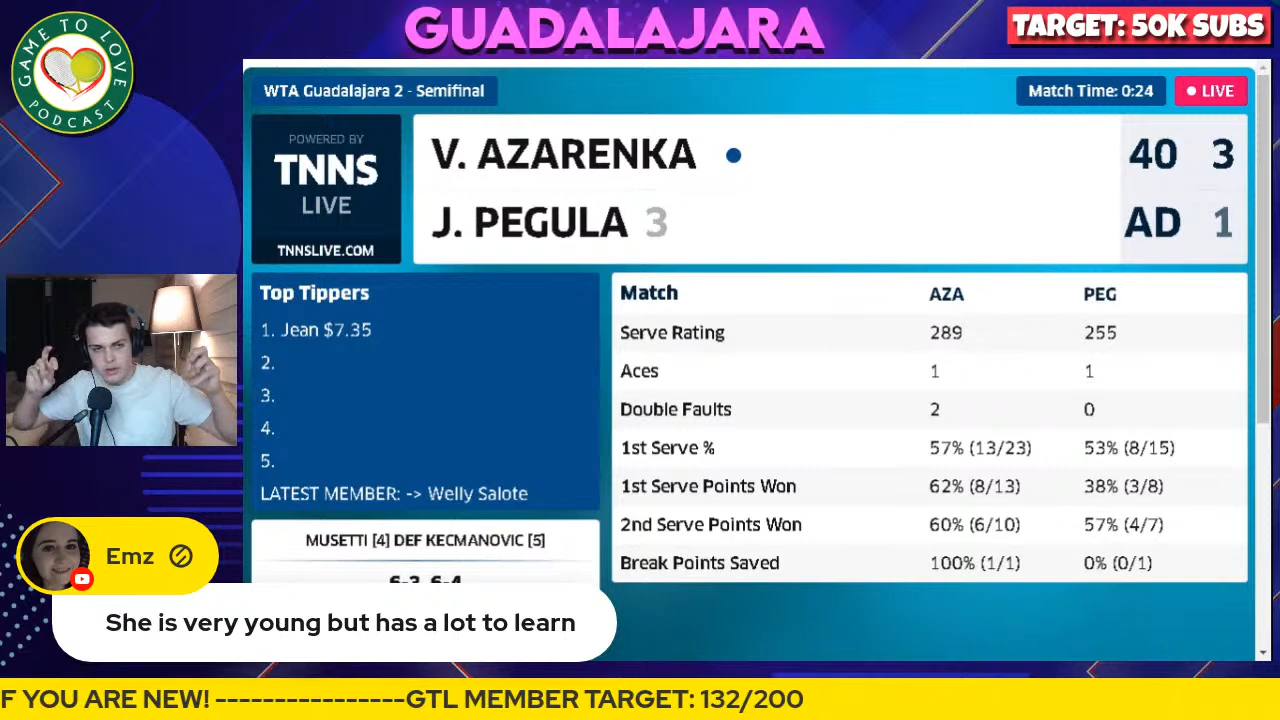 GUADALAJARA
TARGET: 50K SUBS
GAME TO LOVE
PODCAST
WTA Guadalajara 2 - Semifinal
Match Time: 0:24
LIVE
POWERED BY
TNNS
LIVE
TNNSLIVE.COM
V. AZARENKA 40 3
J. PEGULA 3 AD 1
Top Tippers
1. Jean $7.35
2.
3.
4.
5.
LATEST MEMBER: -> Welly Salote
MUSETTI [4] DEF KECMANOVIC [5]
6-3, 6-4
Match AZA PEG
Serve Rating 289 255
Aces 1 1
Double Faults 2 0
1st Serve % 57% (13/23) 53% (8/15)
1st Serve Points Won 62% (8/13) 38% (3/8)
2nd Serve Points Won 60% (6/10) 57% (4/7)
Break Points Saved 100% (1/1) 0% (0/1)
Emz
She is very young but has a lot to learn
F YOU ARE NEW! ----------------GTL MEMBER TARGET: 132/200